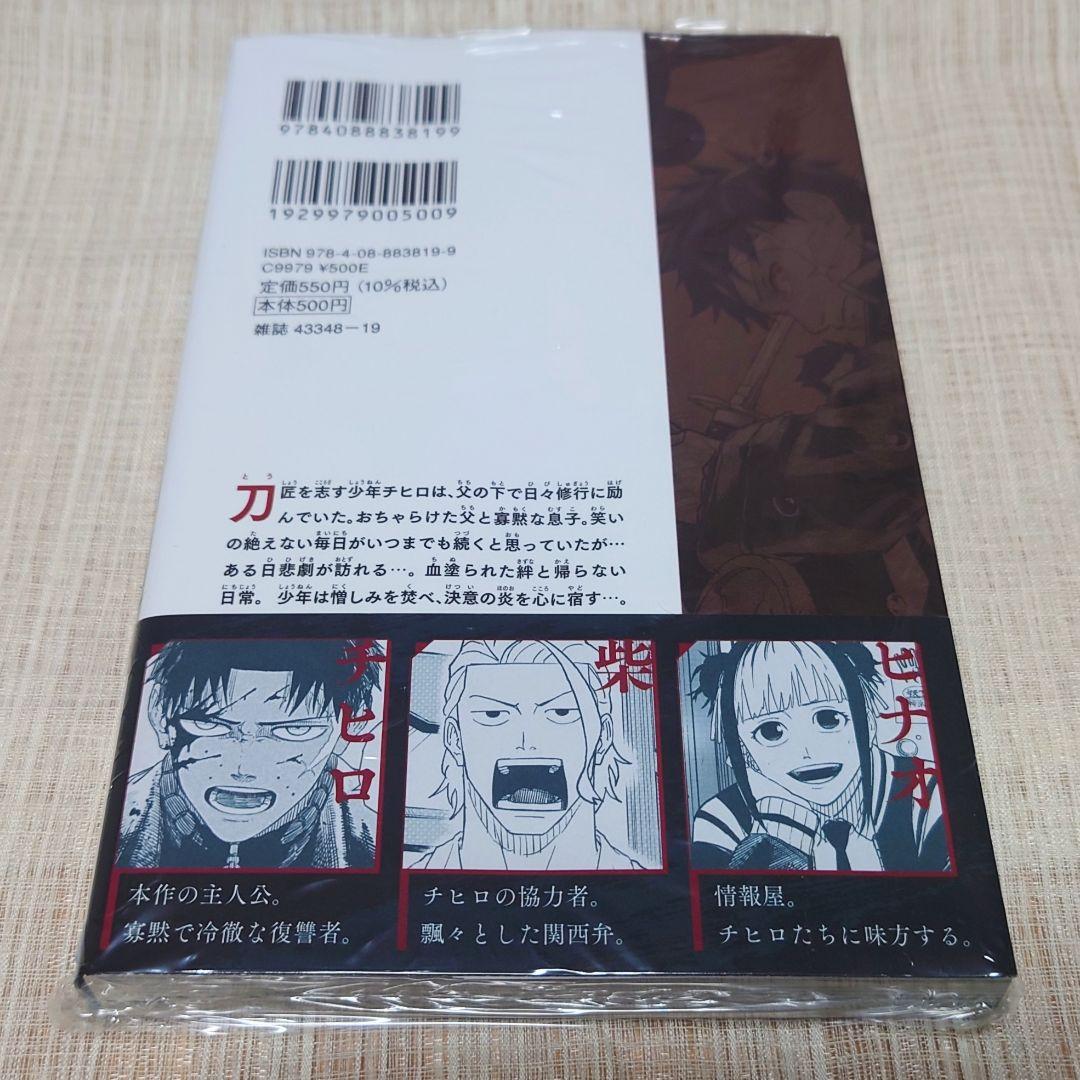 9784088838199
1929979005009
ISBN 978-4-08-883819-9
C9979 ¥500E
定価550円 (10%税込)
本体500円
雑誌 43348-19
刀匠を志す少年チヒロは、父の下で日々修行に励
んでいた。おちゃらけた父と寡黙な息子。笑い
の絶えない毎日がいつまでも続くと思っていたが…
ある日悲劇が訪れる…。血塗られた絆と帰らない
日常。少年は憎しみを焚べ、決意の炎を心に宿す…。
チヒロ
本作の主人公。
寡黙で冷徹な復讐者。
柴
チヒロの協力者。
飄々とした関西弁。
ヒナオ
情報屋。
チヒロたちに味方する。